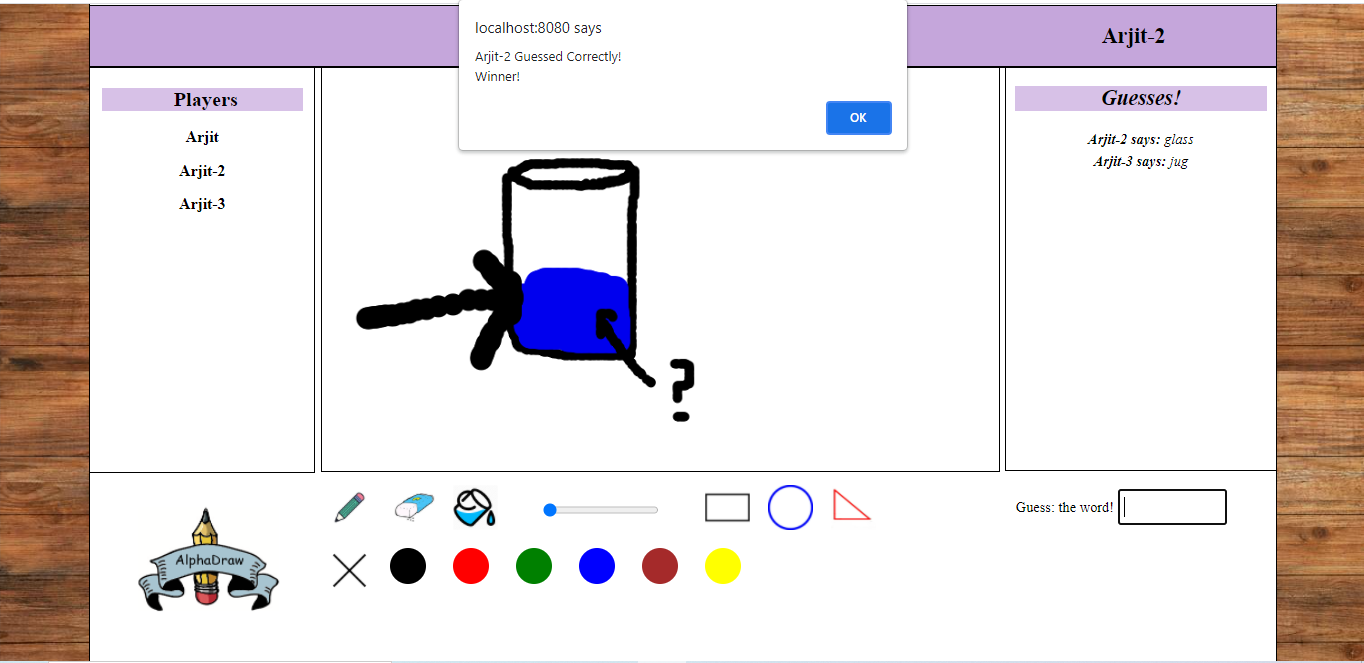 localhost:8080 says
Arjit-2 Guessed Correctly!
Winner!
OK
Arjit-2
Players
Arjit
Arjit-2
Arjit-3
?
Guesses!
Arjit-2 says: glass
Arjit-3 says: jug
AlphaDraw
Guess: the word!